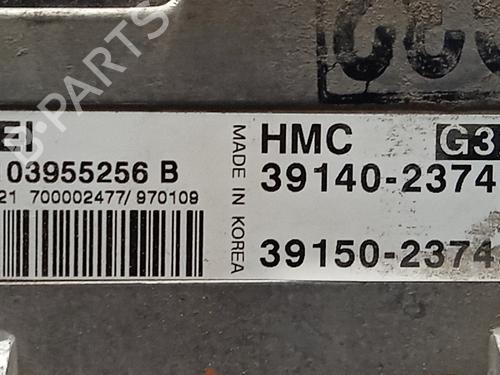 EI
03955256 B
21 700002477/970109
MADE IN KOREA
HMC G3
39140-2374
39150-2374
B-PARTS